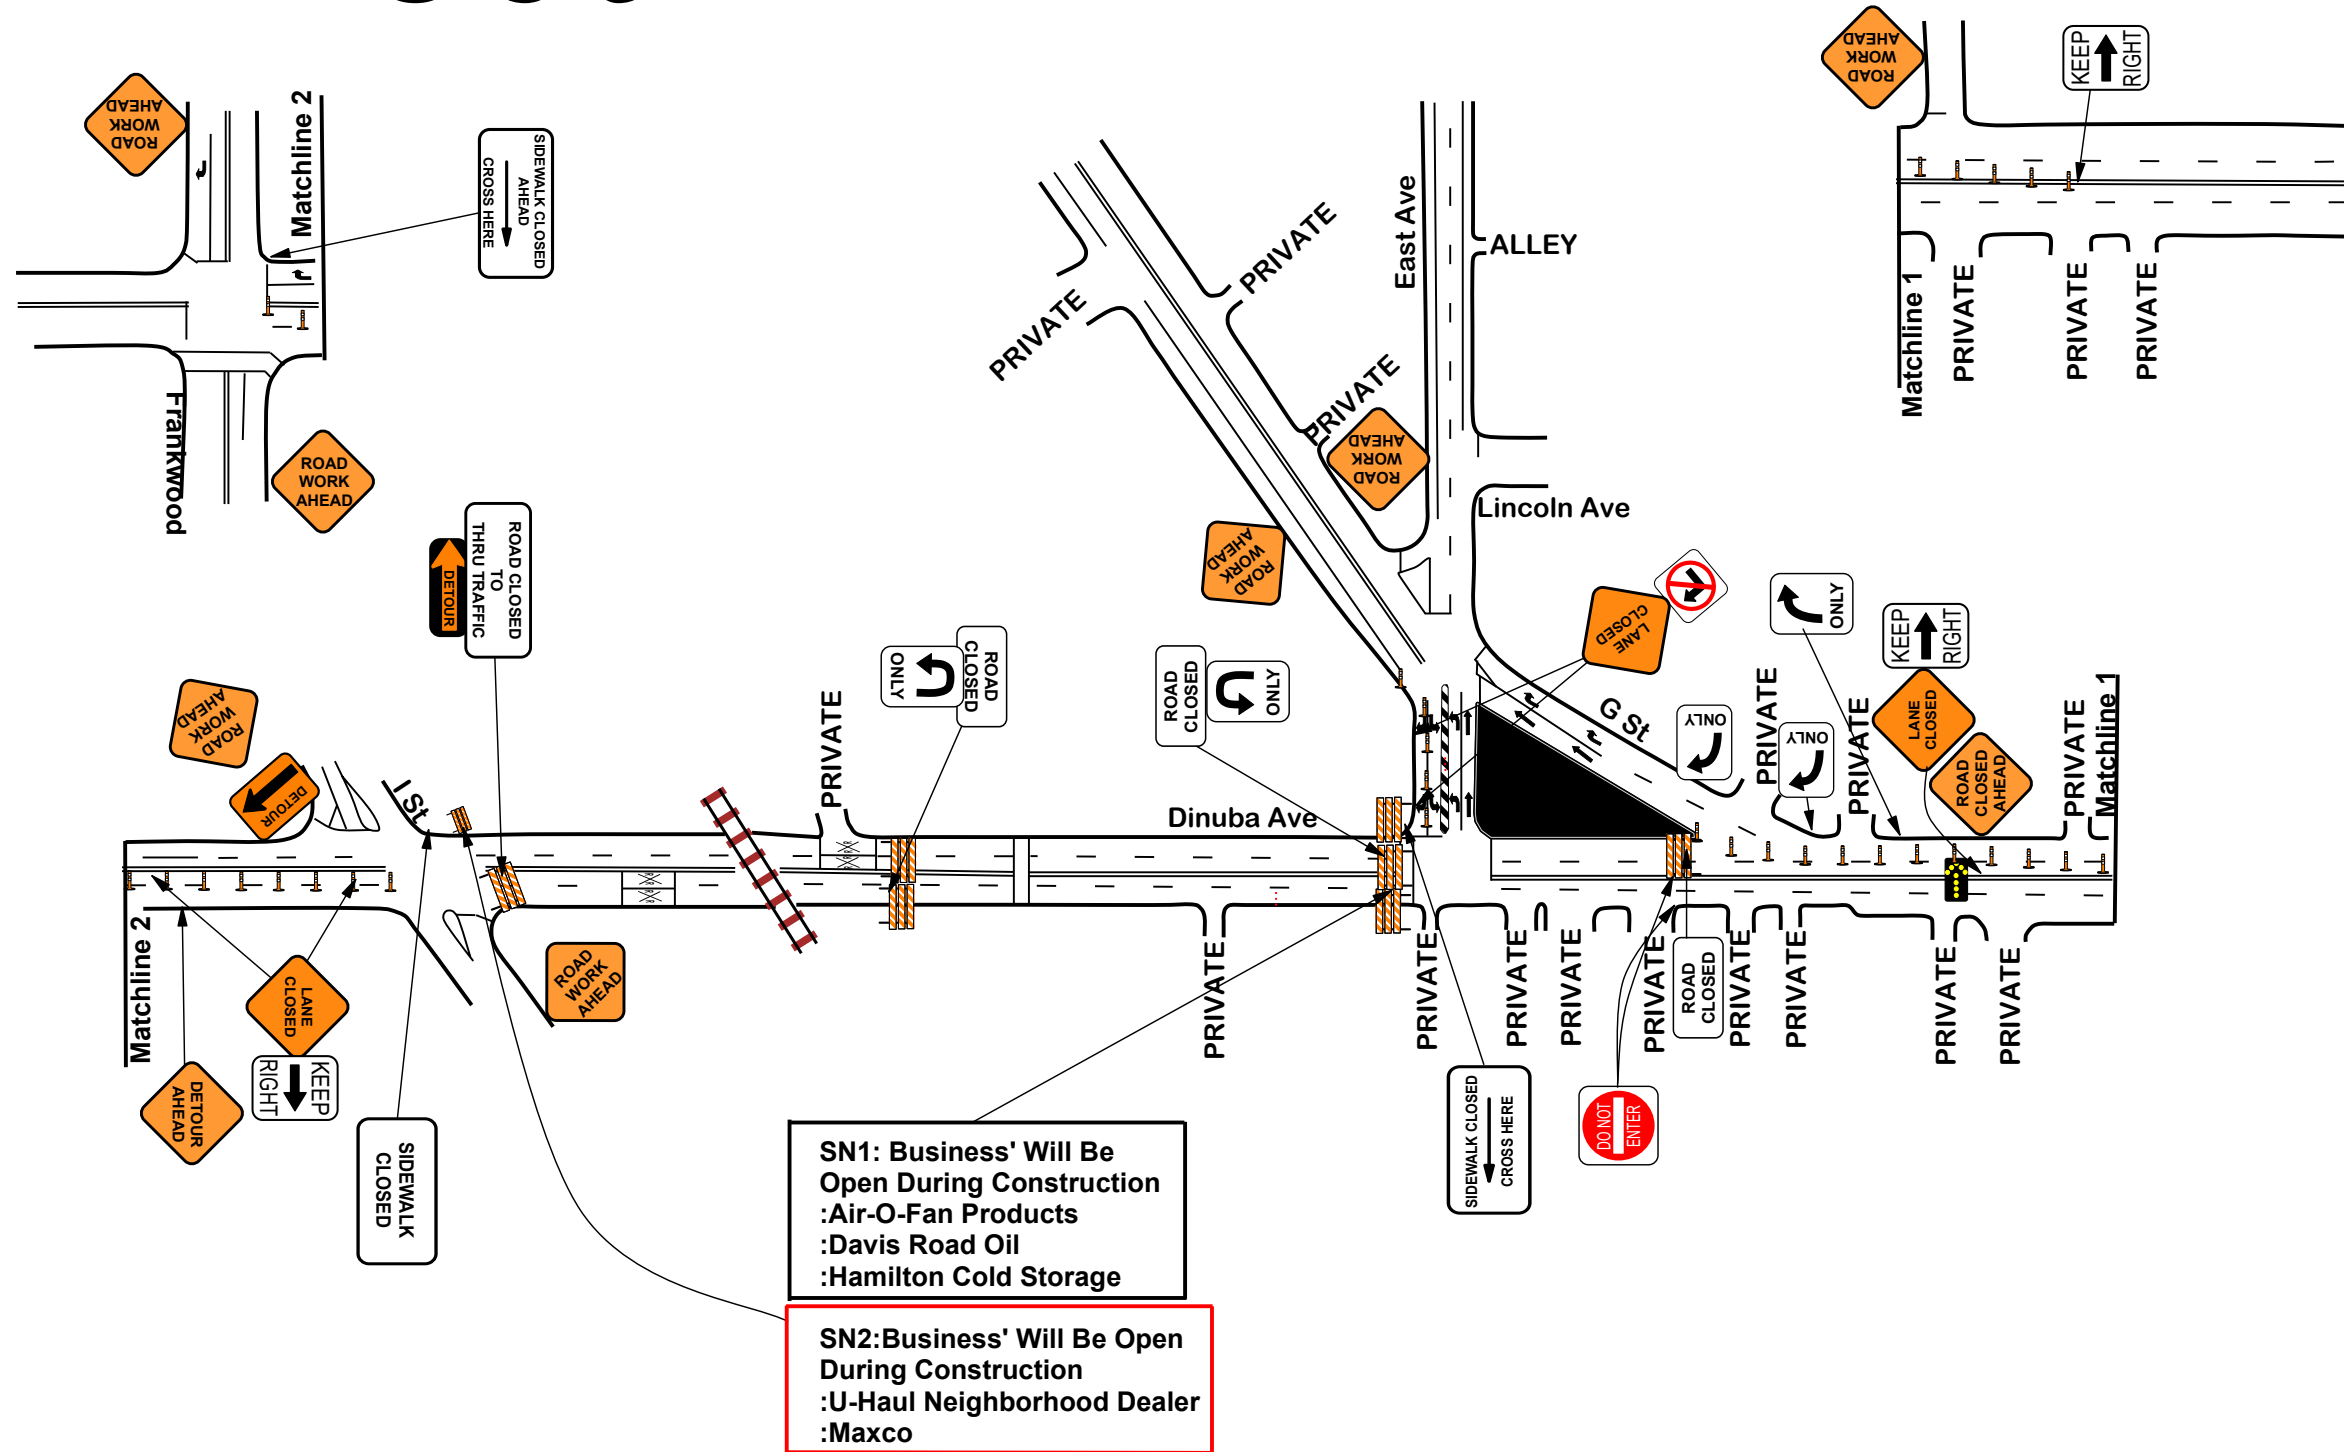 ROAD
WORK
AHEAD
Matchline 2
SIDEWALK CLOSED
AHEAD
CROSS HERE
Frankwood
ROAD
WORK
AHEAD
ROAD
WORK
AHEAD
KEEP
RIGHT
Matchline 1
PRIVATE
PRIVATE
PRIVATE
East Ave
ALLEY
PRIVATE
PRIVATE
PRIVATE
ROAD
WORK
AHEAD
Lincoln Ave
ROAD
WORK
AHEAD
LANE
CLOSED
ROAD CLOSED
TO
THRU TRAFFIC
DETOUR
ROAD
CLOSED
ONLY
ROAD
CLOSED
ONLY
ONLY
KEEP
RIGHT
LANE
CLOSED
ROAD
CLOSED
AHEAD
G St
ONLY
ONLY
PRIVATE
PRIVATE
PRIVATE
Matchline 1
ROAD
WORK
AHEAD
DETOUR
I St
PRIVATE
Dinuba Ave
Matchline 2
LANE
CLOSED
KEEP
RIGHT
DETOUR
AHEAD
SIDEWALK
CLOSED
ROAD
WORK
AHEAD
PRIVATE
PRIVATE
PRIVATE
PRIVATE
PRIVATE
ROAD
CLOSED
PRIVATE
PRIVATE
PRIVATE
PRIVATE
SIDEWALK CLOSED
CROSS HERE
DO NOT
ENTER
SN1: Business' Will Be
Open During Construction
:Air-O-Fan Products
:Davis Road Oil
:Hamilton Cold Storage
SN2:Business' Will Be Open
During Construction
:U-Haul Neighborhood Dealer
:Maxco